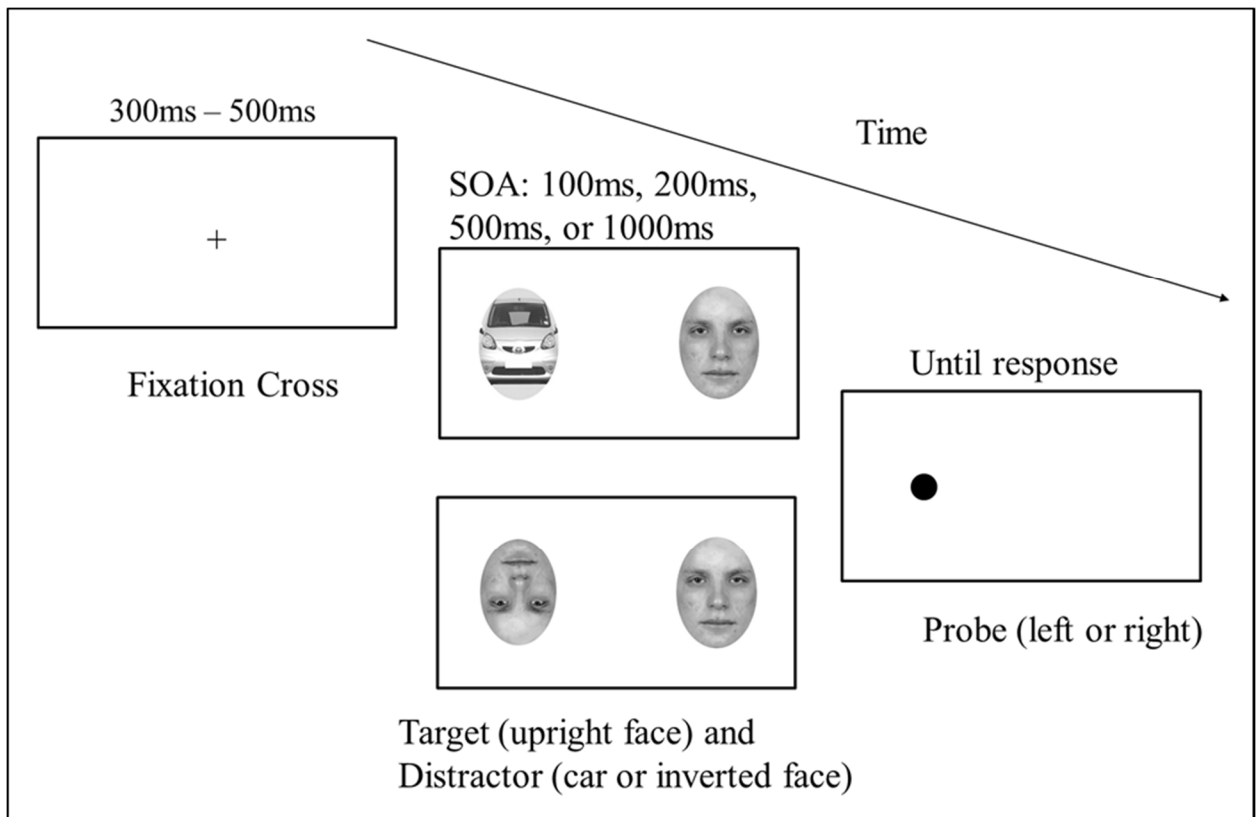 300ms – 500ms
Time
SOA: 100ms, 200ms,
500ms, or 1000ms
Fixation Cross
Until response
Probe (left or right)
Target (upright face) and
Distractor (car or inverted face)